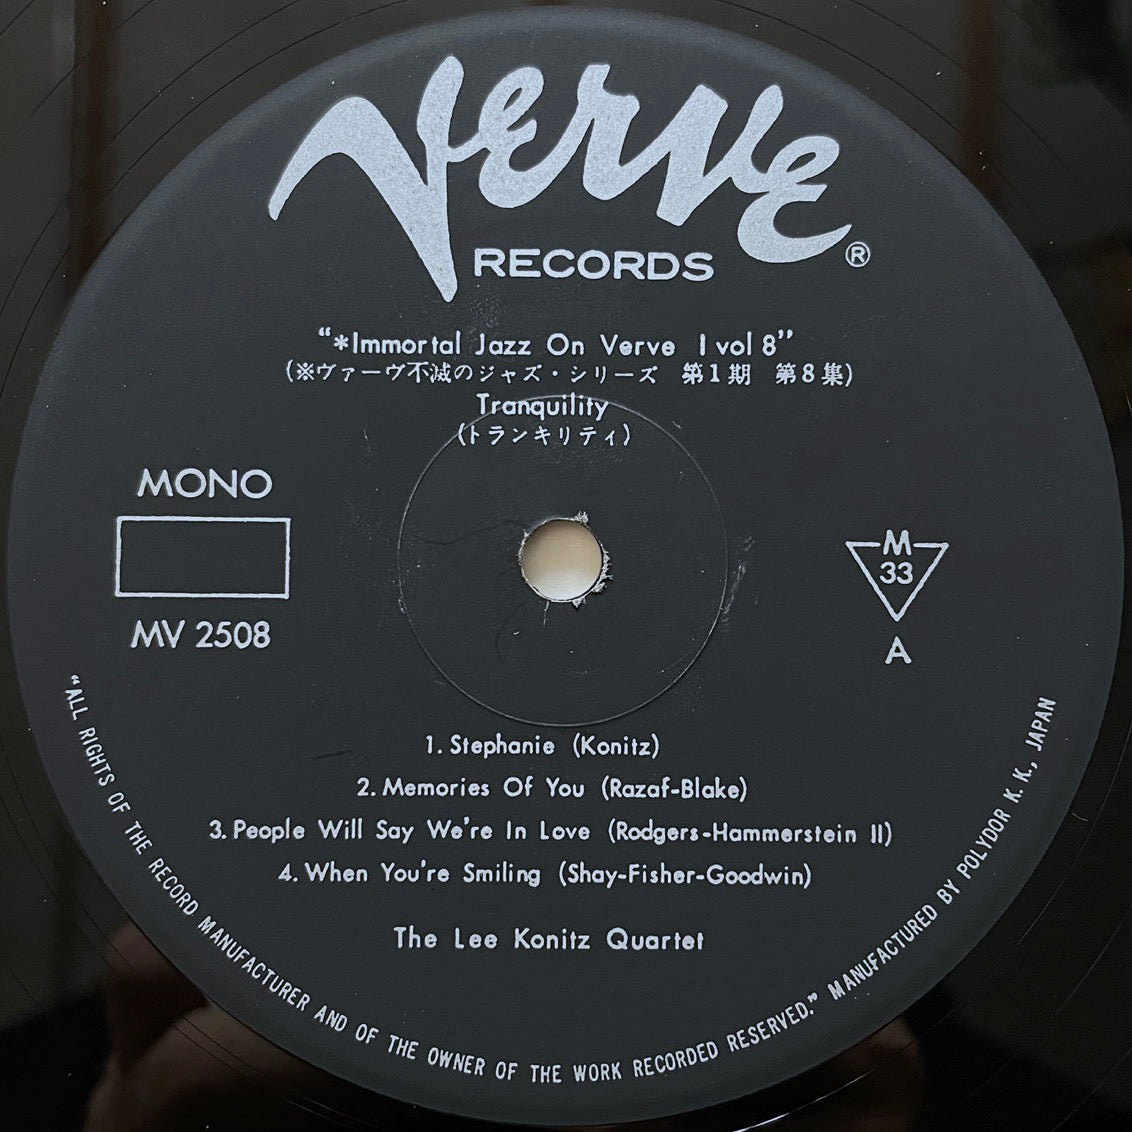 Verve
RECORDS ®
“*Immortal Jazz On Verve I vol 8”
(※ヴァーヴ不滅のジャズ・シリーズ 第1期 第8集)
Tranquility
(トランキリティ)
MONO
MV 2508
M
33
A
1. Stephanie (Konitz)
2. Memories Of You (Razaf-Blake)
3. People Will Say We're In Love (Rodgers-Hammerstein II)
4. When You're Smiling (Shay-Fisher-Goodwin)
The Lee Konitz Quartet
“ALL RIGHTS OF THE RECORD MANUFACTURER AND OF THE OWNER OF THE WORK RECORDED RESERVED.” MANUFACTURED BY POLYDOR K. K., JAPAN